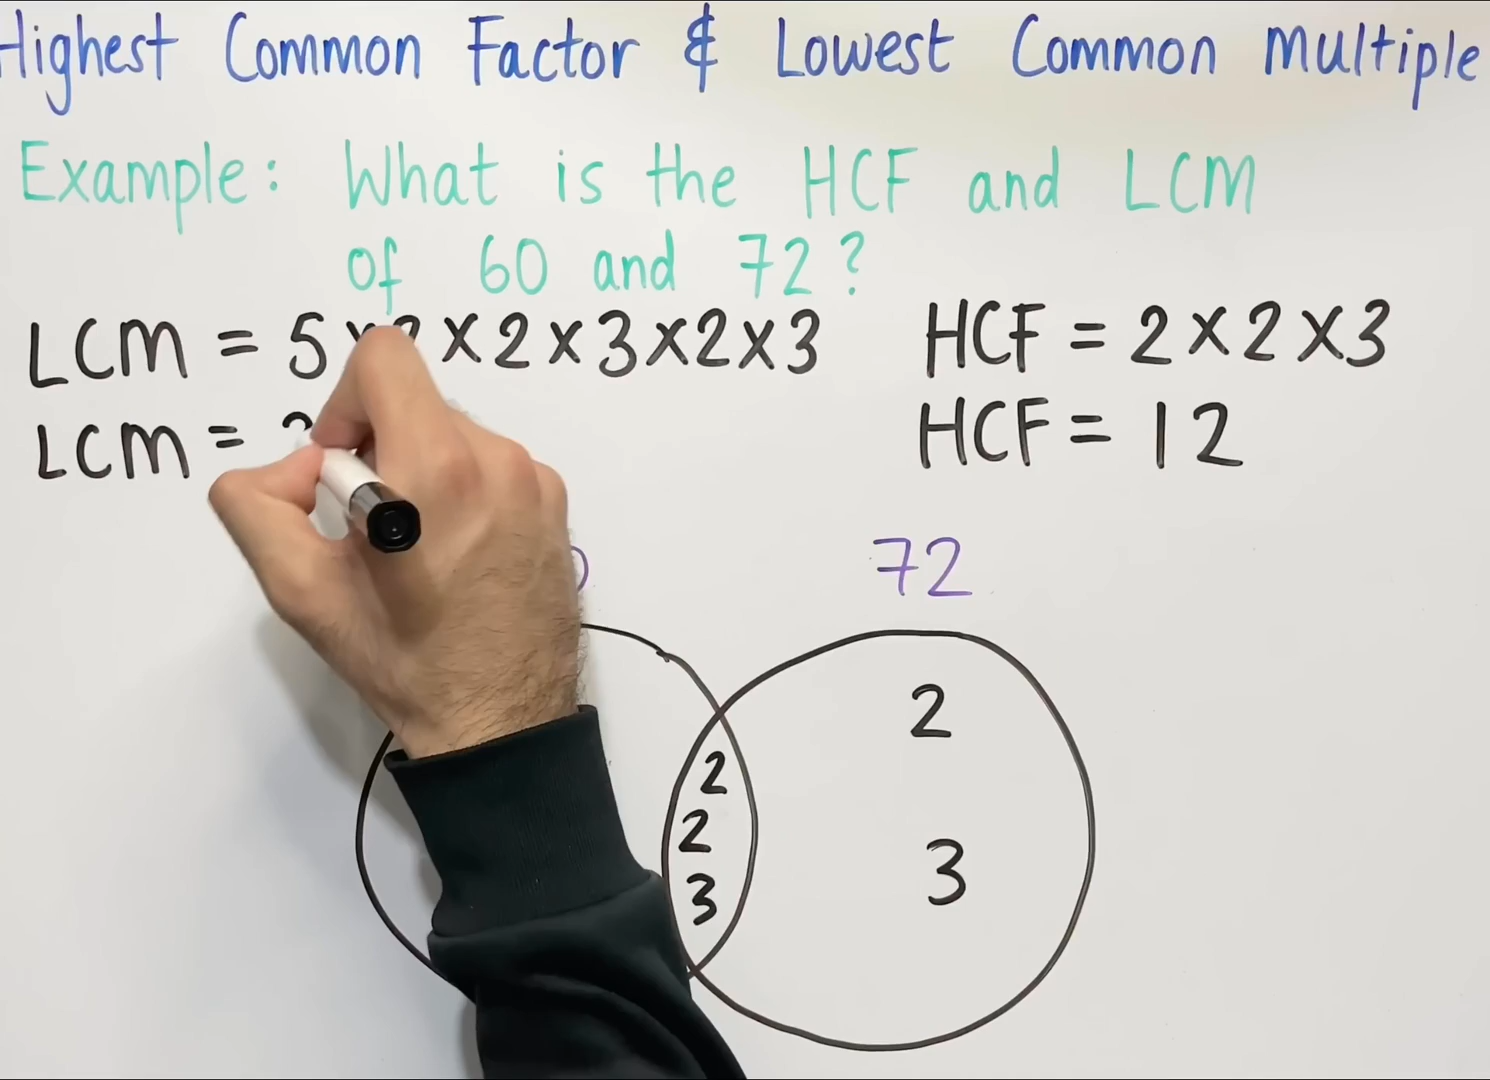 Highest Common Factor & Lowest Common Multiple
Example: What is the HCF and LCM
of 60 and 72?
LCM = 5×2×2×3×2×3
HCF = 2×2×3
LCM =
HCF = 12
72
2
2
2
3
3